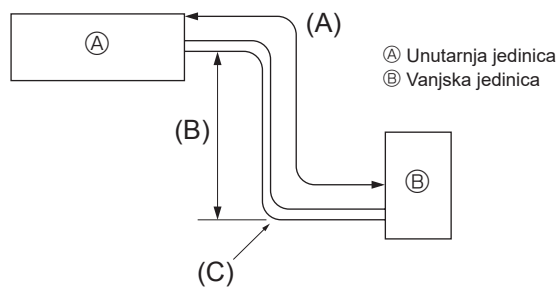 (A)
Ⓐ
Ⓐ Unutarnja jedinica
Ⓑ Vanjska jedinica
(B)
Ⓑ
(C)